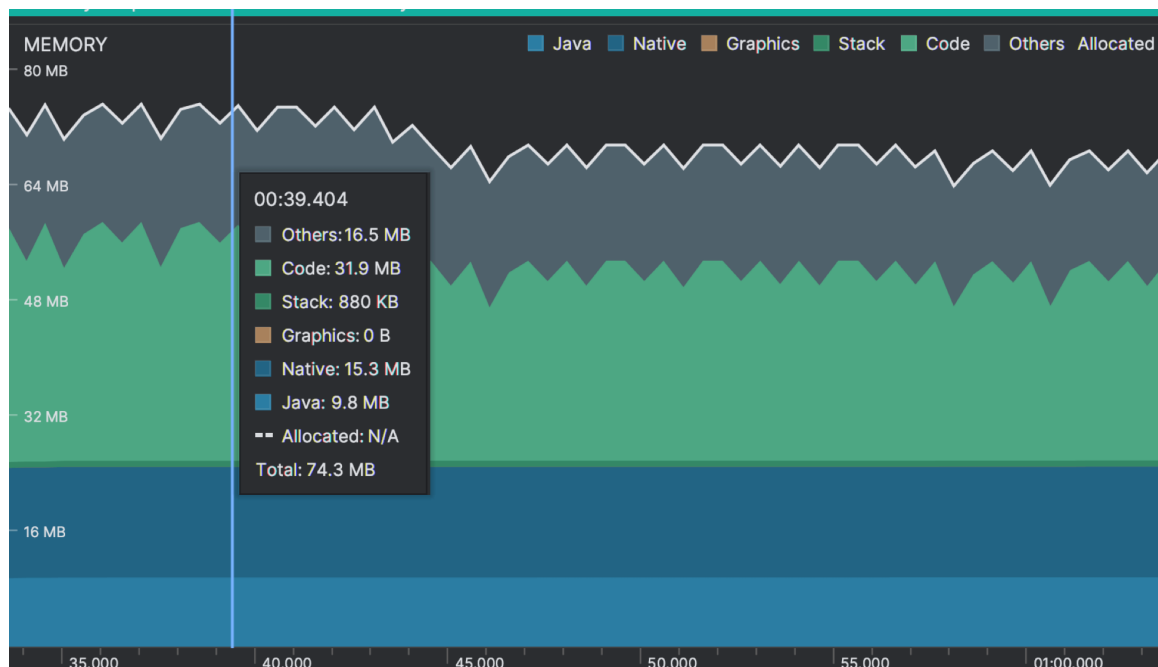 MEMORY
Java Native Graphics Stack Code Others Allocated
80 MB
64 MB
48 MB
32 MB
16 MB
00:39.404
Others: 16.5 MB
Code: 31.9 MB
Stack: 880 KB
Graphics: 0 B
Native: 15.3 MB
Java: 9.8 MB
Allocated: N/A
Total: 74.3 MB
35.000 40.000 45.000 50.000 55.000 01:00.000